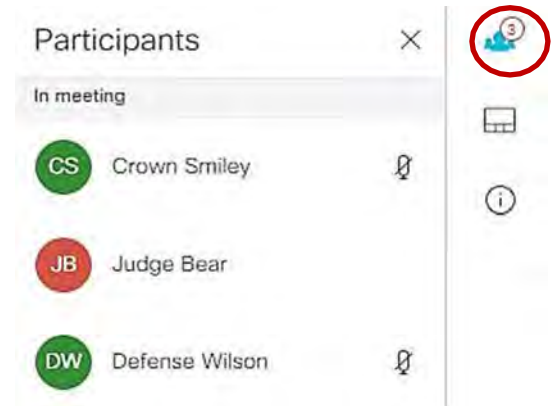 Participants
3
In meeting
CS Crown Smiley
JB Judge Bear
DW Defense Wilson